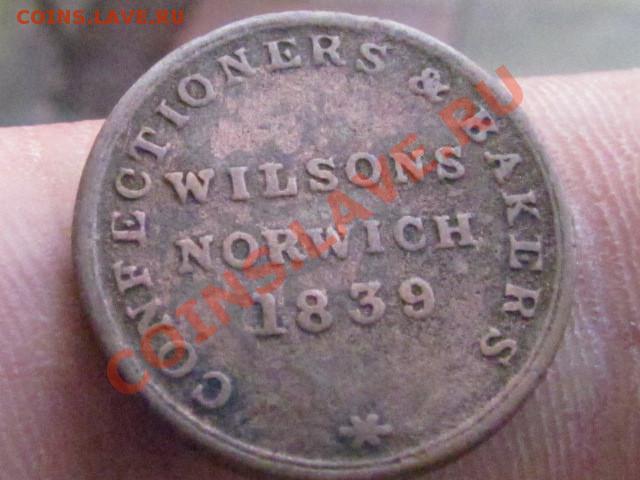 COINS.LAVE.RU
CONFECTIONERS & BAKERS
WILSONS
NORWICH
1839
*
COINS.LAVE.RU